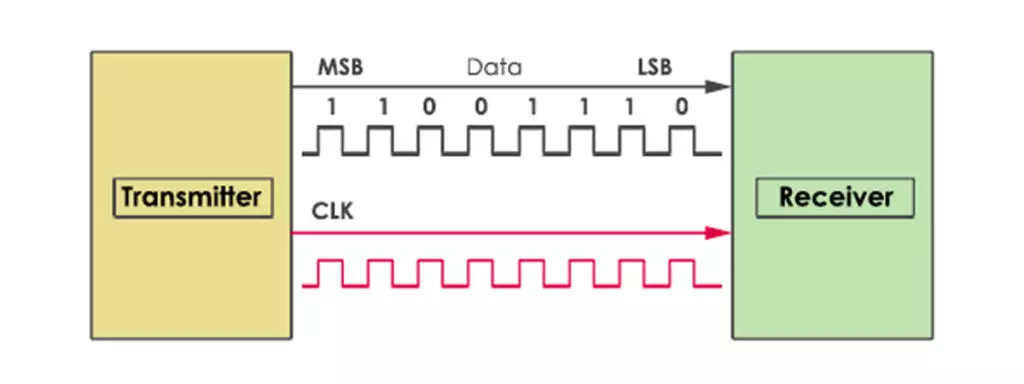 MSB Data LSB
1 1 0 0 1 1 1 0
Transmitter
CLK
Receiver